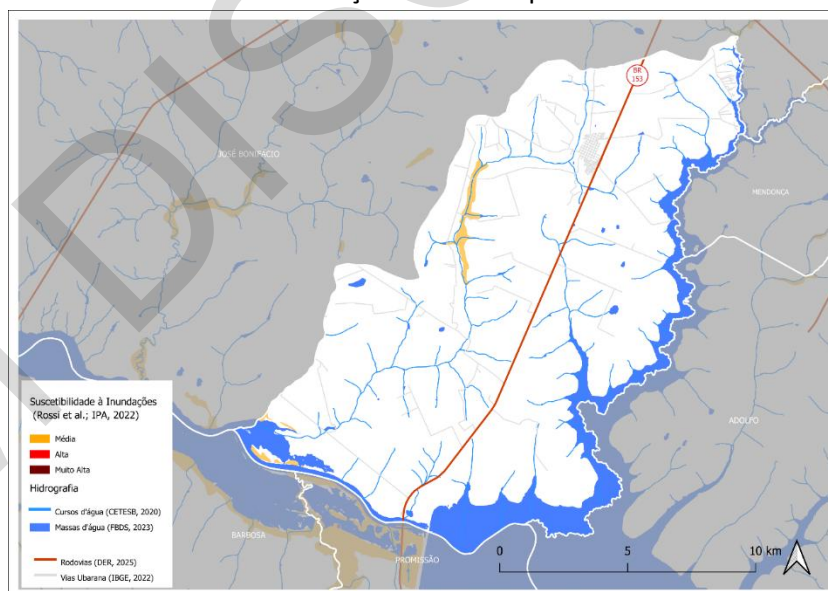 BR
153
JOSÉ BONIFÁCIO
MENDONÇA
ADOLFO
BARBOSA
PROMISSÃO
Suscetibilidade à Inundações
(Rossi et al.; IPA, 2022)
Média
Alta
Muito Alta
Hidrografia
Cursos d'água (CETESB, 2020)
Massas d'água (FBDS, 2023)
Rodovias (DER, 2025)
Vias Ubarana (IBGE, 2022)
0 5 10 km